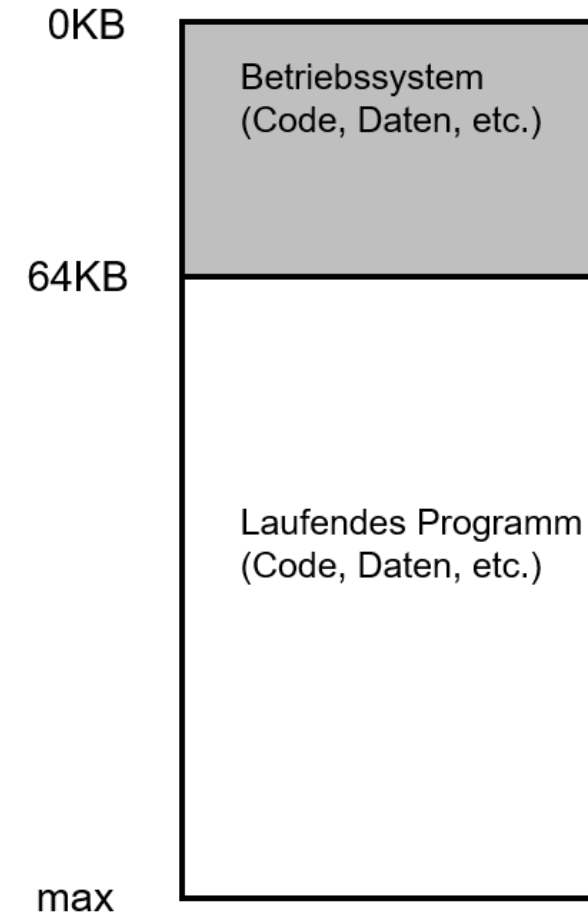 0KB
Betriebssystem
(Code, Daten, etc.)
64KB
Laufendes Programm
(Code, Daten, etc.)
max